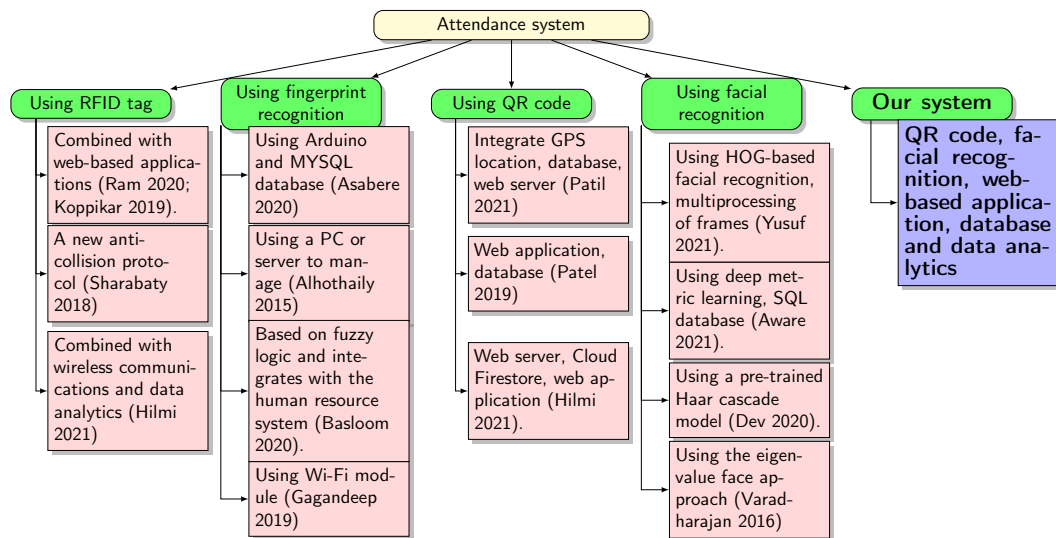 Attendance system
Using RFID tag
Combined with
web-based applica-
tions (Ram 2020;
Koppikar 2019).
A new anti-
collision proto-
col (Sharabaty
2018)
Combined with
wireless communi-
cations and data
analytics (Hilmi
2021)
Using fingerprint
recognition
Using Arduino
and MYSQL
database (Asabere
2020)
Using a PC or
server to man-
age (Alhothaily
2015)
Based on fuzzy
logic and inte-
grates with the
human resource
system (Basloom
2020).
Using Wi-Fi mod-
ule (Gagandeep
2019)
Using QR code
Integrate GPS
location, database,
web server (Patil
2021)
Web application,
database (Patel
2019)
Web server, Cloud
Firestore, web ap-
plication (Hilmi
2021).
Using facial
recognition
Using HOG-based
facial recognition,
multiprocessing
of frames (Yusuf
2021).
Using deep met-
ric learning, SQL
database (Aware
2021).
Using a pre-trained
Haar cascade
model (Dev 2020).
Using the eigen-
value face ap-
proach (Varad-
harajan 2016)
Our system
QR code, fa-
cial recog-
nition, web-
based applica-
tion, database
and data ana-
lytics